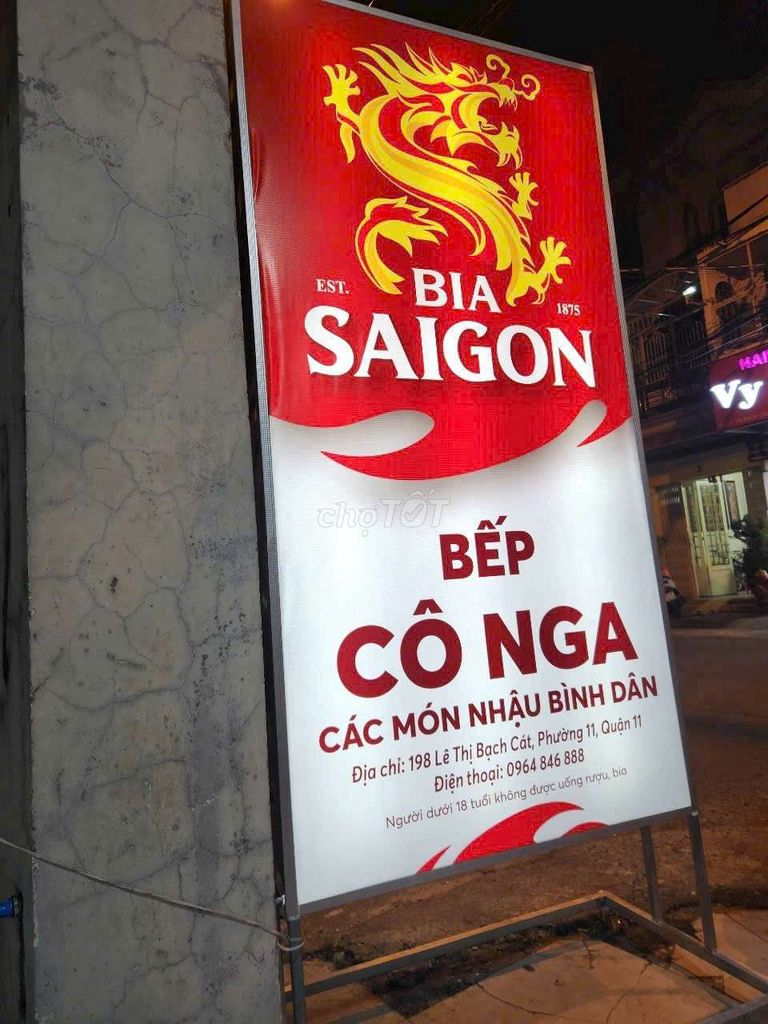 EST.
BIA
1875
SAIGON
chợTỐT
BẾP
CÔ NGA
CÁC MÓN NHẬU BÌNH DÂN
Địa chỉ: 198 Lê Thị Bạch Cát, Phường 11, Quận 11
Điện thoại: 0964 846 888
Người dưới 18 tuổi không được uống rượu, bia
Vy